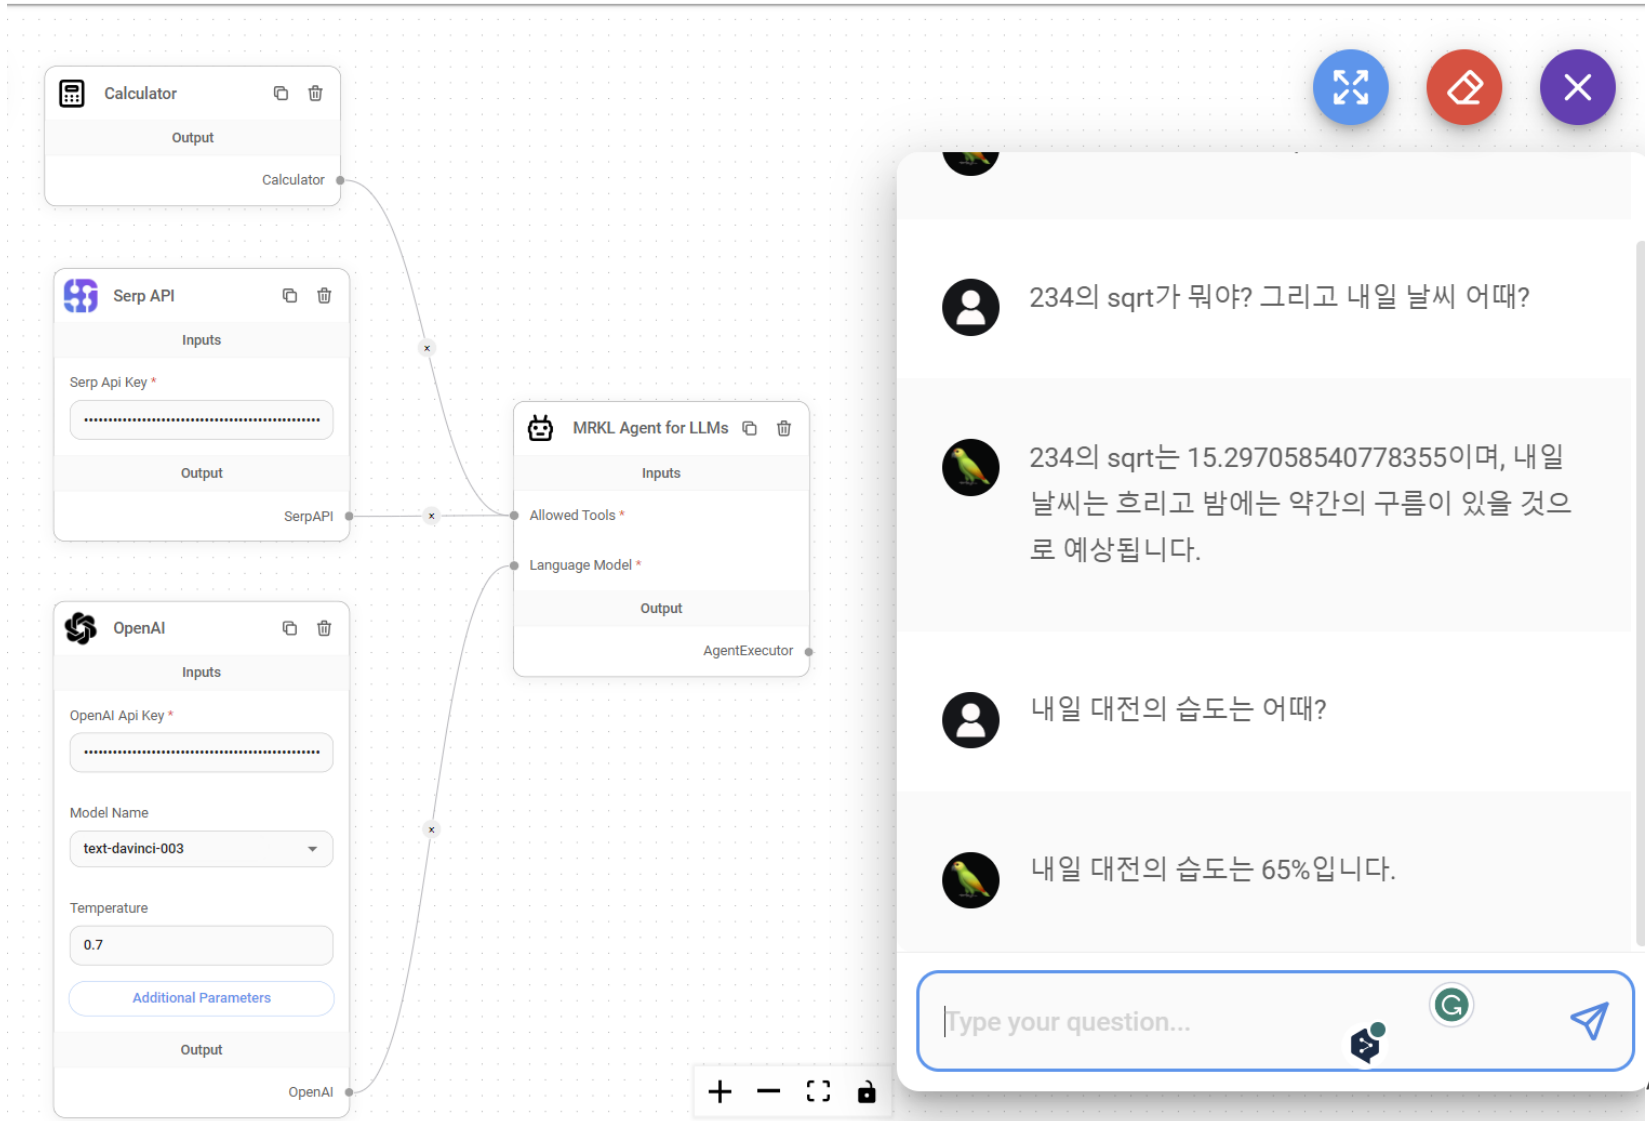 Calculator
Output
Calculator
Serp API
Inputs
Serp Api Key *
Output
SerpAPI
OpenAI
Inputs
OpenAI Api Key *
Model Name
text-davinci-003
Temperature
0.7
Additional Parameters
Output
OpenAI
MRKL Agent for LLMs
Inputs
Allowed Tools *
Language Model *
Output
AgentExecutor
234의 sqrt가 뭐야? 그리고 내일 날씨 어때?
234의 sqrt는 15.297058540778355이며, 내일
날씨는 흐리고 밤에는 약간의 구름이 있을 것으
로 예상됩니다.
내일 대전의 습도는 어때?
내일 대전의 습도는 65%입니다.
Type your question...